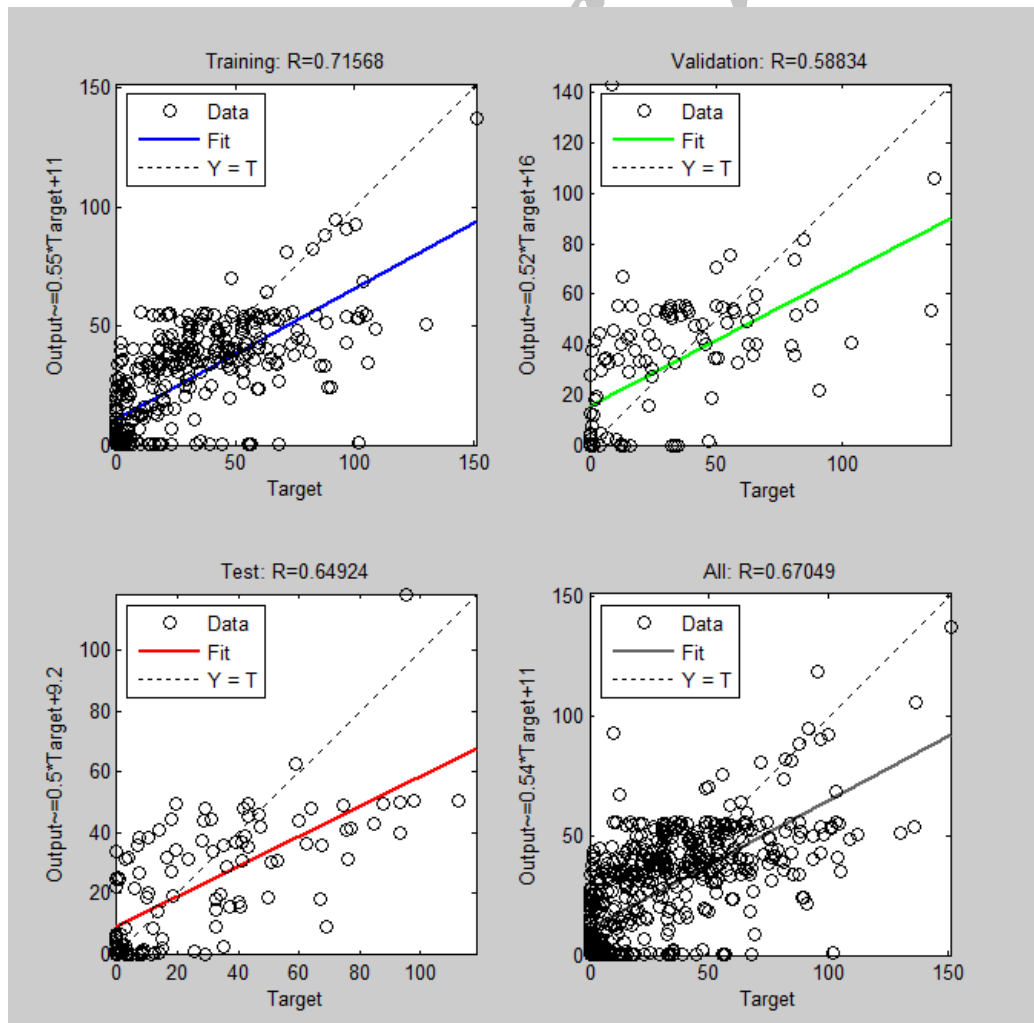 Training: R=0.71568
Output~=0.55*Target+11
150
100
50
0
Data
Fit
Y = T
0
50
100
150
Target
Validation: R=0.58834
Output~=0.52*Target+16
140
120
100
80
60
40
20
0
Data
Fit
Y = T
0
50
100
Target
Test: R=0.64924
Output~=0.5*Target+9.2
100
80
60
40
20
0
Data
Fit
Y = T
0
20
40
60
80
100
Target
All: R=0.67049
Output~=0.54*Target+11
150
100
50
0
Data
Fit
Y = T
0
50
100
150
Target